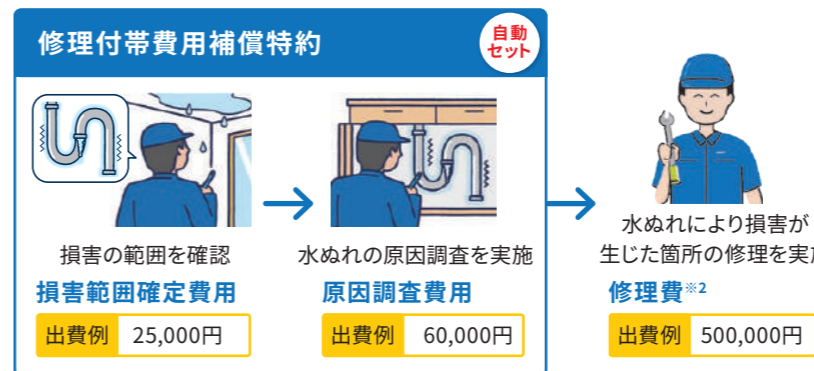 修理付帯費用補償特約
自動
セット
損害の範囲を確認
損害範囲確定費用
出費例 25,000円
水ぬれの原因調査を実施
原因調査費用
出費例 60,000円
水ぬれにより損害が
生じた箇所の修理を実
修理費※2
出費例 500,000円